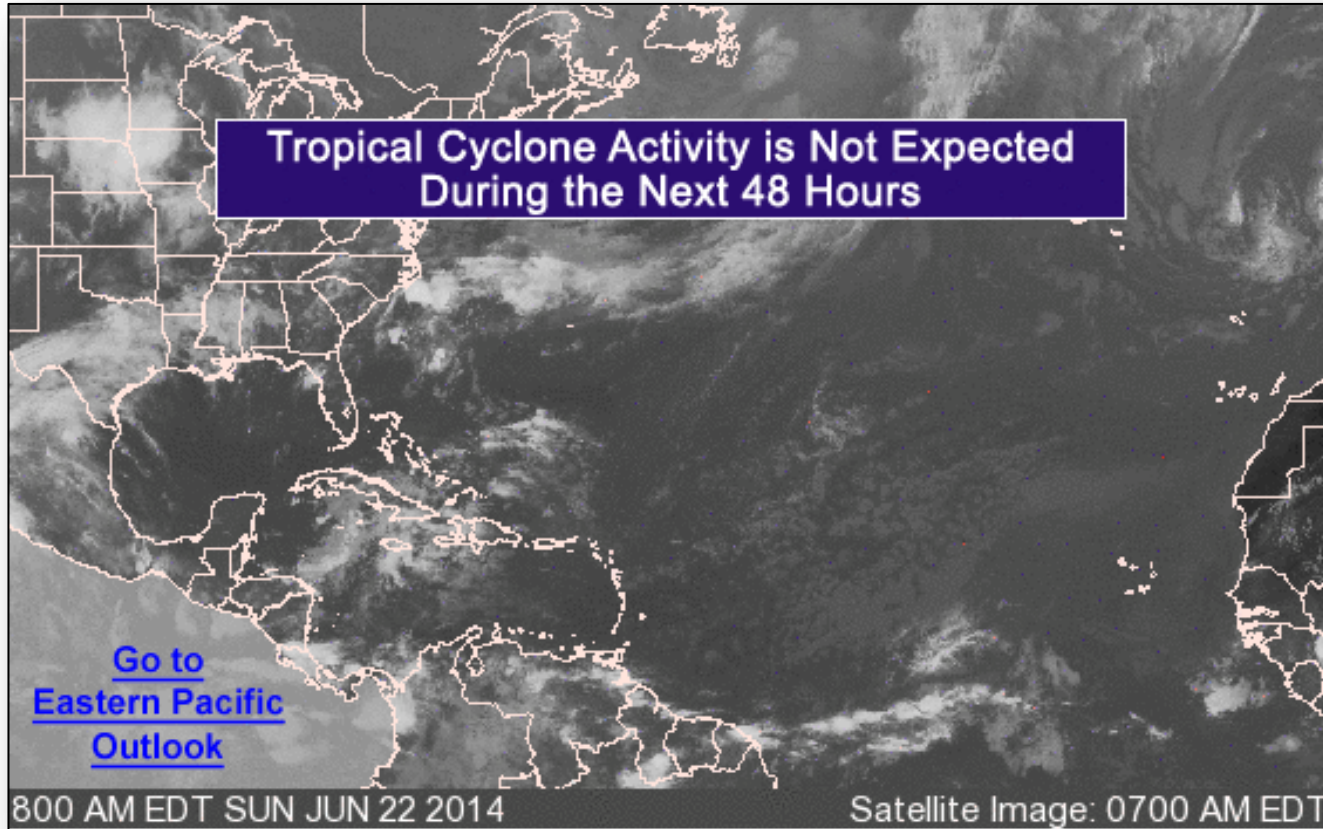 Tropical Cyclone Activity is Not Expected
During the Next 48 Hours
Go to
Eastern Pacific
Outlook
800 AM EDT SUN JUN 22 2014
Satellite Image: 0700 AM EDT